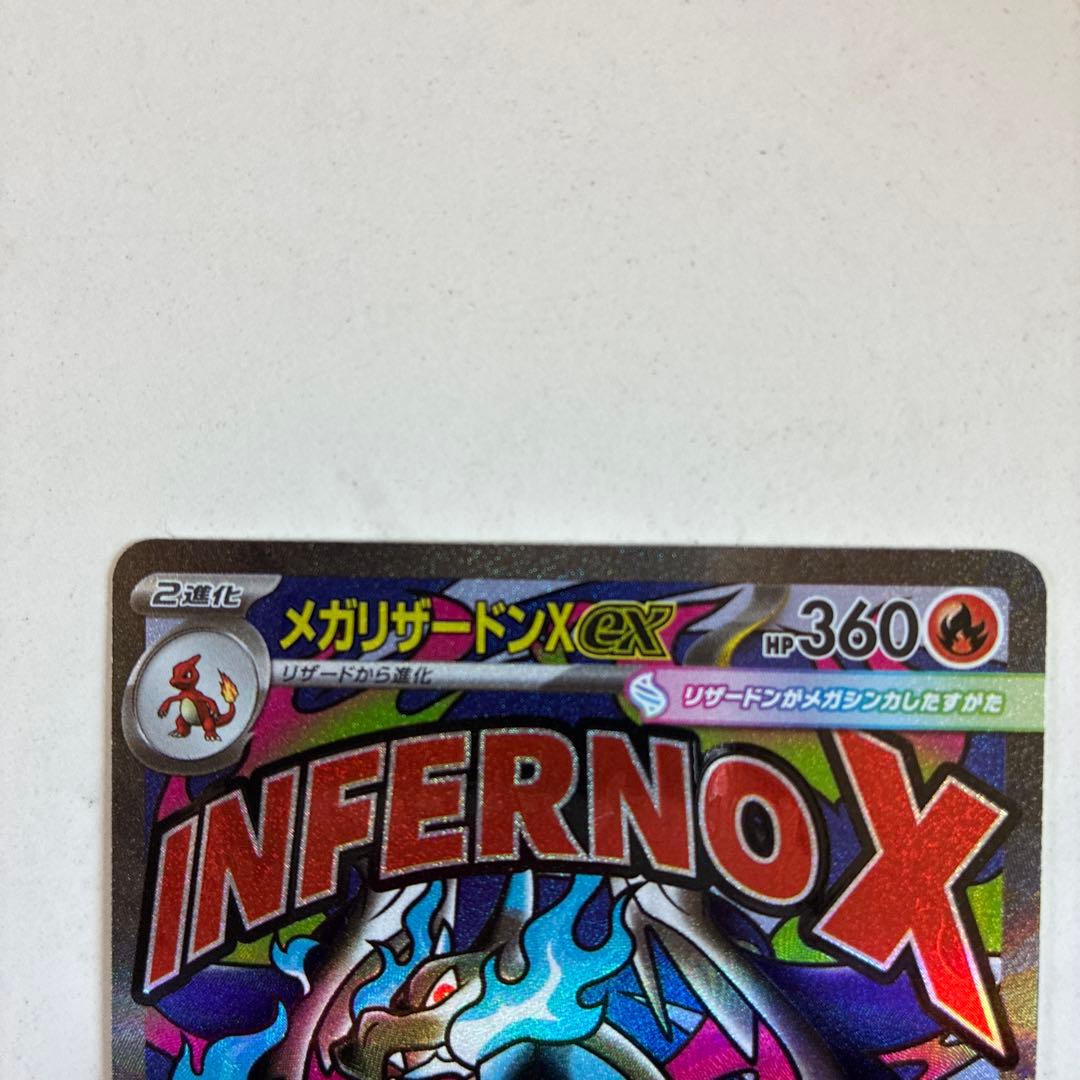 2進化
メガリザードンXex HP360
リザードから進化
リザードンがメガシンカしたすがた
INFERNO X